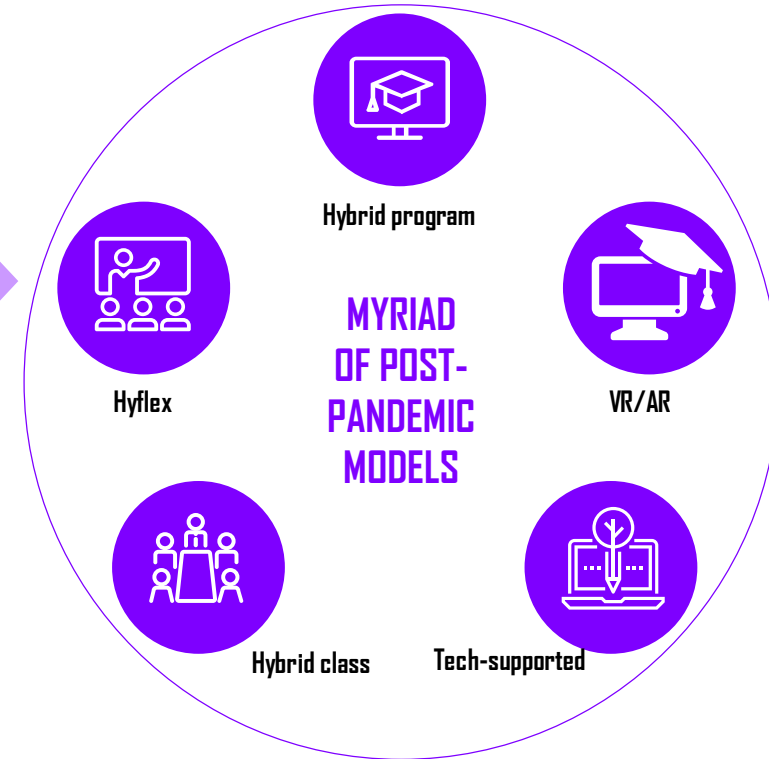 Hybrid program
Hyflex
MYRIAD
OF POST-
PANDEMIC
MODELS
VR/AR
Hybrid class
Tech-supported